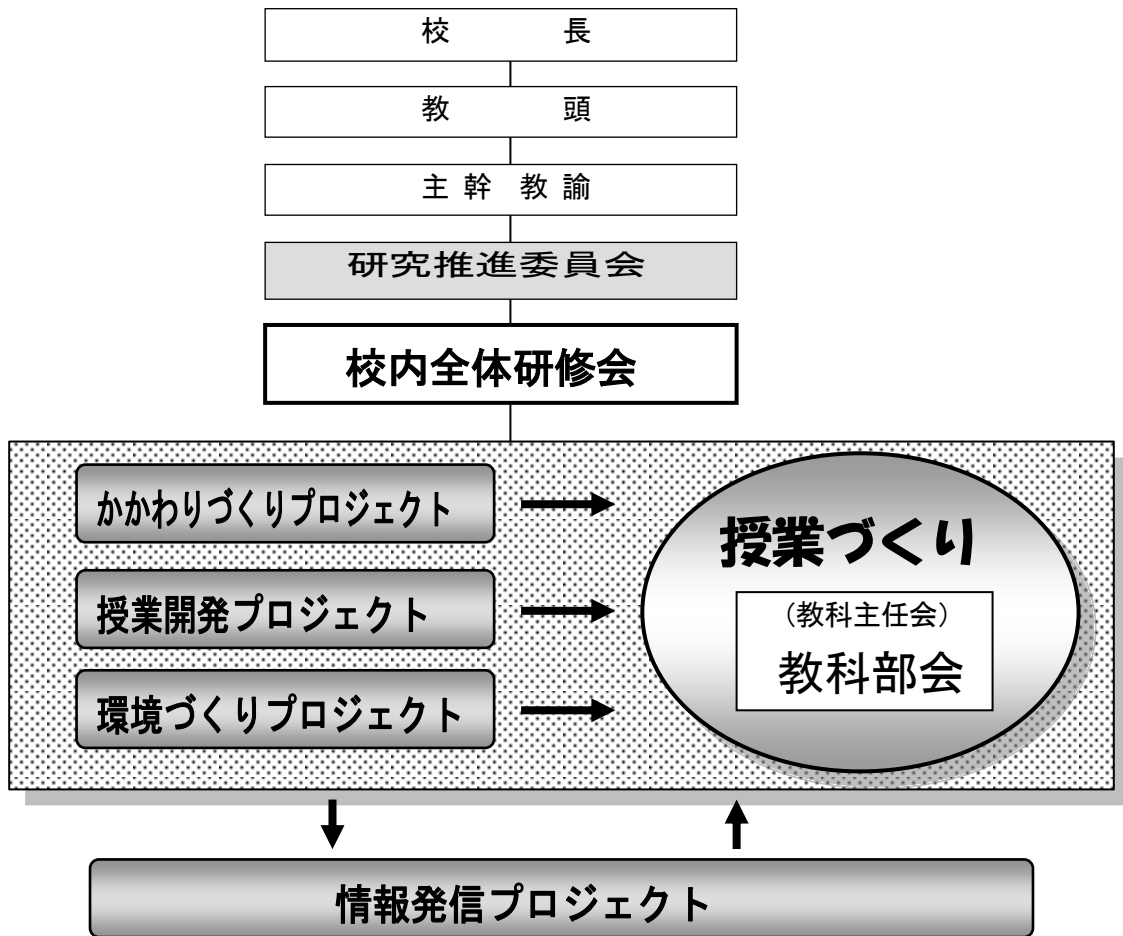 校長
教頭
主幹教諭
研究推進委員会
校内全体研修会
かかわりづくりプロジェクト
授業開発プロジェクト
環境づくりプロジェクト
授業づくり
(教科主任会)
教科部会
情報発信プロジェクト